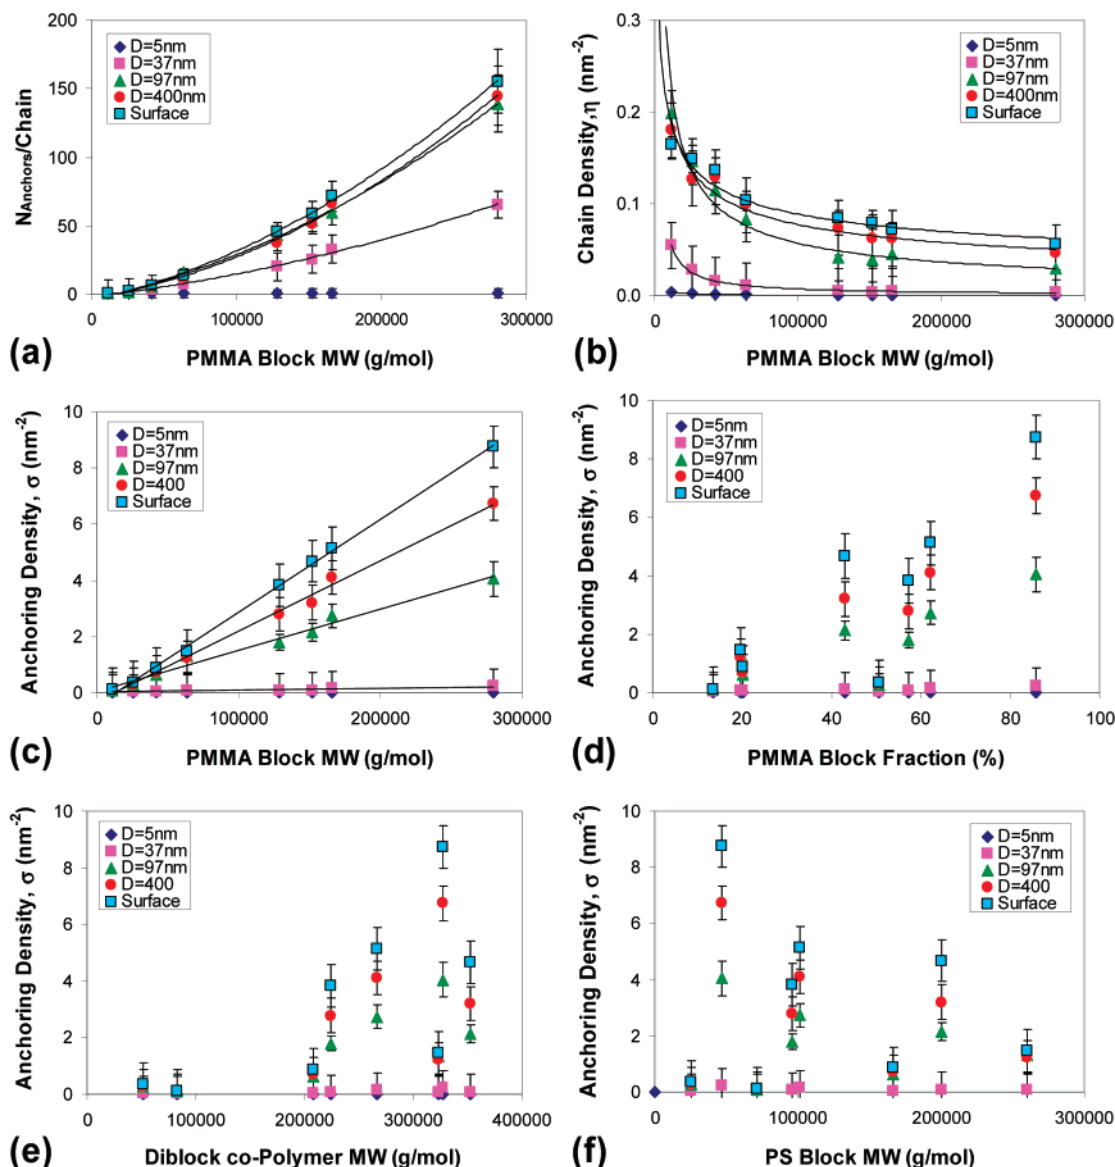 200
150
100
50
0
0
100000
200000
300000
NAnchors/Chain
D=5nm
D=37nm
D=97nm
D=400nm
Surface
PMMA Block MW (g/mol)
(a)
0.3
0.2
0.1
0.0
0
100000
200000
300000
Chain Density,η (nm-2)
D=5nm
D=37nm
D=97nm
D=400nm
Surface
PMMA Block MW (g/mol)
(b)
10
8
6
4
2
0
0
100000
200000
300000
Anchoring Density, σ (nm-2)
D=5nm
D=37nm
D=97nm
D=400
Surface
PMMA Block MW (g/mol)
(c)
10
8
6
4
2
0
0
20
40
60
80
100
Anchoring Density, σ (nm-2)
D=5nm
D=37nm
D=97nm
D=400
Surface
PMMA Block Fraction (%)
(d)
10
8
6
4
2
0
0
100000
200000
300000
400000
Anchoring Density, σ (nm-2)
D=5nm
D=37nm
D=97nm
D=400
Surface
Diblock co-Polymer MW (g/mol)
(e)
10
8
6
4
2
0
0
100000
200000
300000
Anchoring Density, σ (nm-2)
D=5nm
D=37nm
D=97nm
D=400
Surface
PS Block MW (g/mol)
(f)